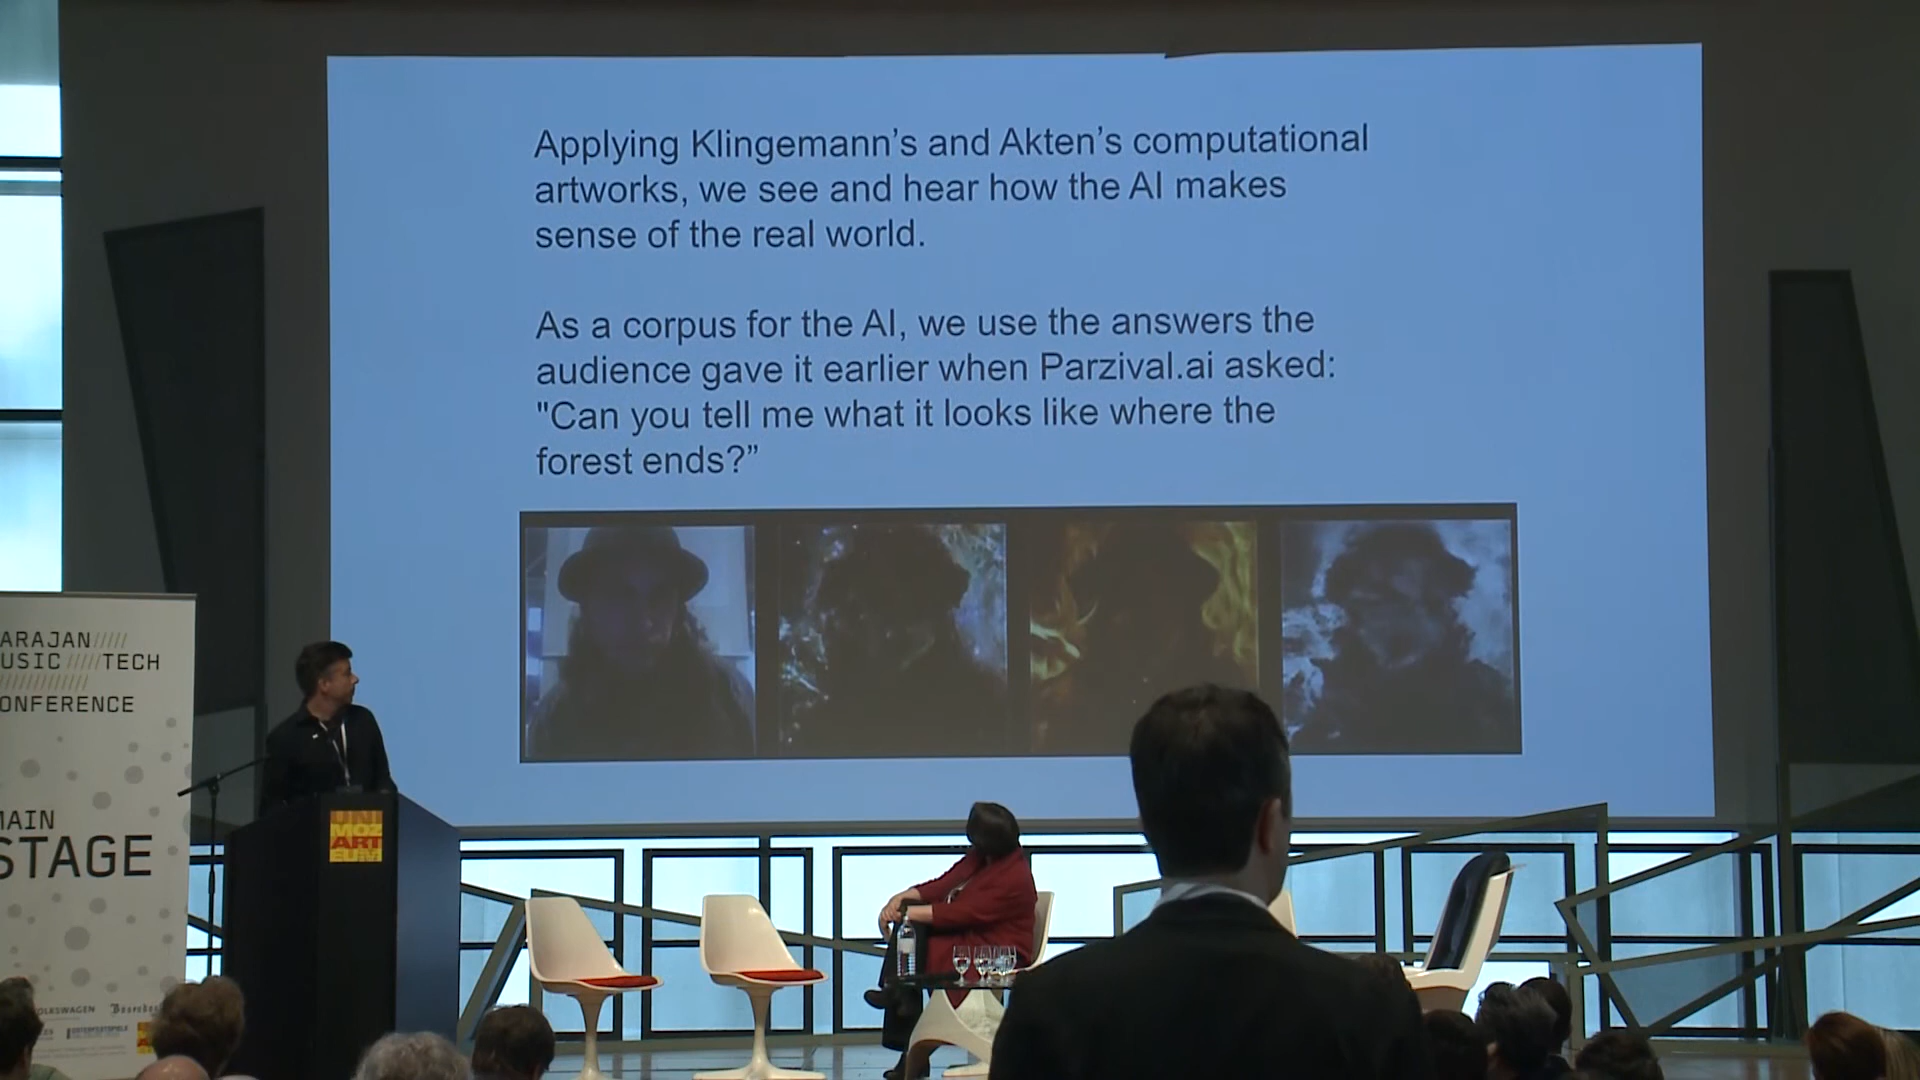 Applying Klingemann's and Akten's computational
artworks, we see and hear how the AI makes
sense of the real world.
As a corpus for the AI, we use the answers the
audience gave it earlier when Parzival.ai asked:
"Can you tell me what it looks like where the
forest ends?”
ARAJAN/////
USIC/////TECH
ONFERENCE
MAIN
STAGE
UNI
MOZ
ART
EUM
OLKSWAGEN
OSTERFESTSPIELE